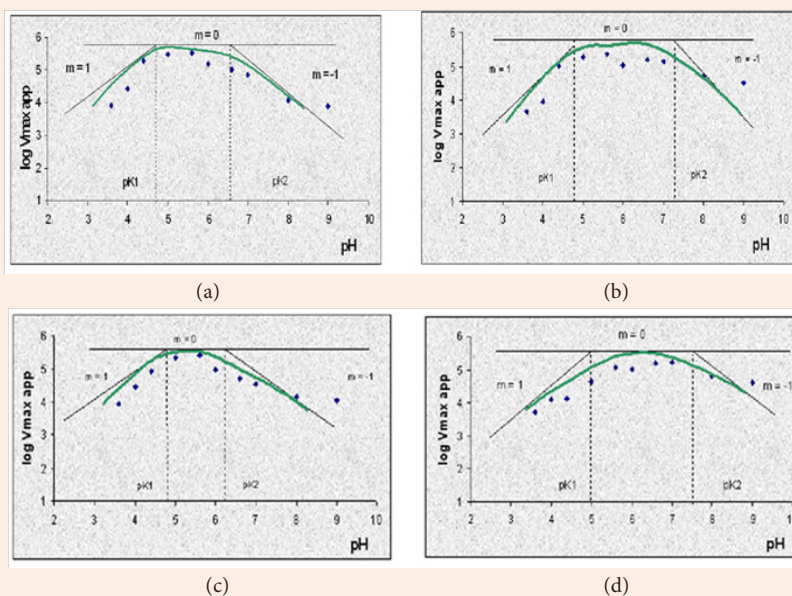 m = 0
6
5
4
3
2
1
log Vmax app
m = 1
m = -1
pK1
pK2
2 3 4 5 6 7 8 9 10
pH
(a)
m = 0
6
5
4
3
2
1
log Vmax app
m = 1
m = -1
pK1
pK2
2 3 4 5 6 7 8 9 10
pH
(b)
m = 0
6
5
4
3
2
1
log Vmax app
m = 1
m = -1
pK1
pK2
2 3 4 5 6 7 8 9 10
pH
(c)
m = 0
6
5
4
3
2
1
log Vmax app
m = 1
m = -1
pK1
pK2
2 3 4 5 6 7 8 9 10
pH
(d)